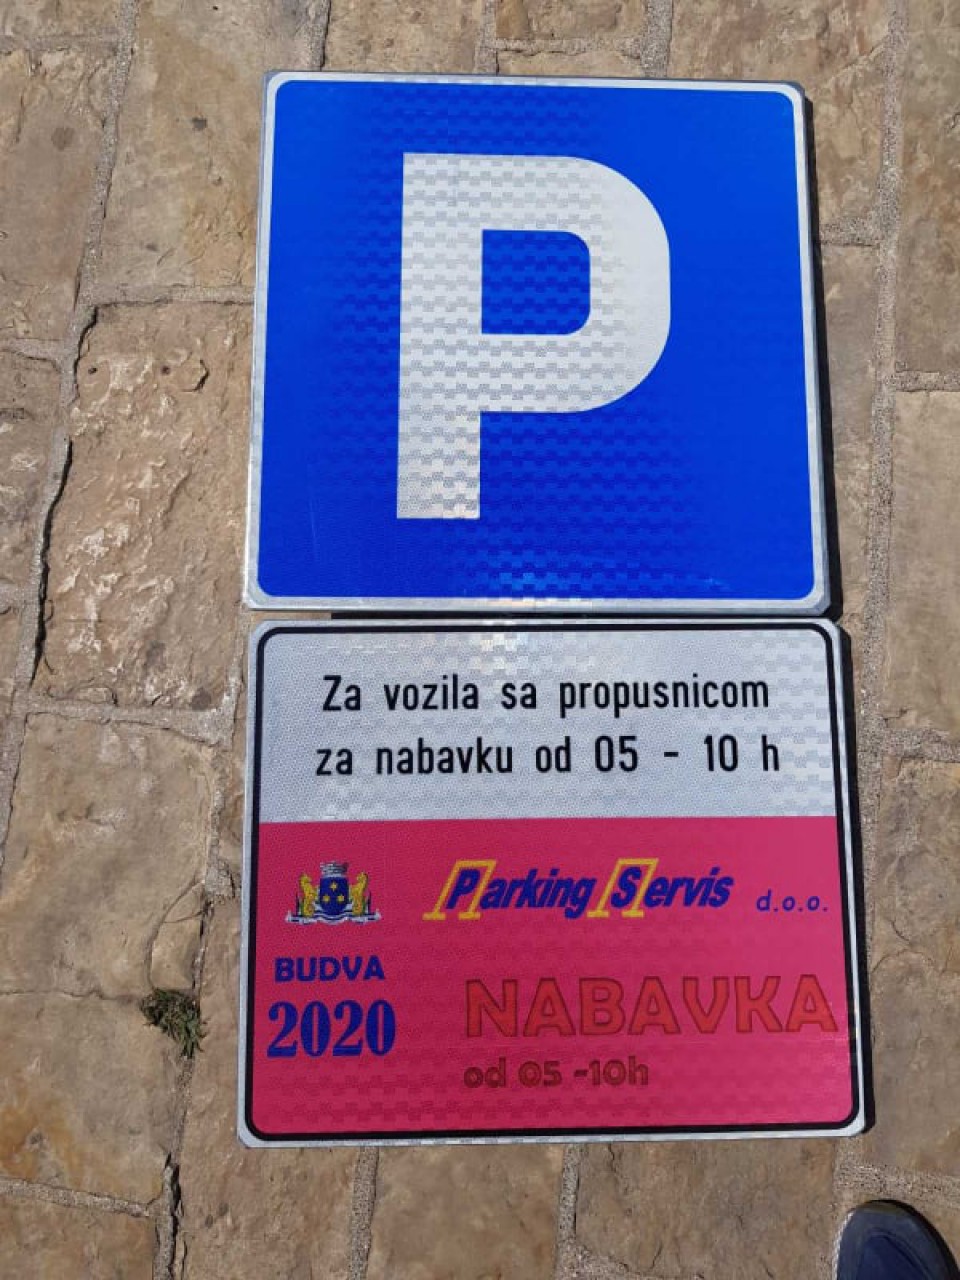 P
Za vozila sa propusnicom
za nabavku od 05 - 10 h
Parking Servis d.o.o.
BUDVA
2020
NABAVKA
od 05 -10h